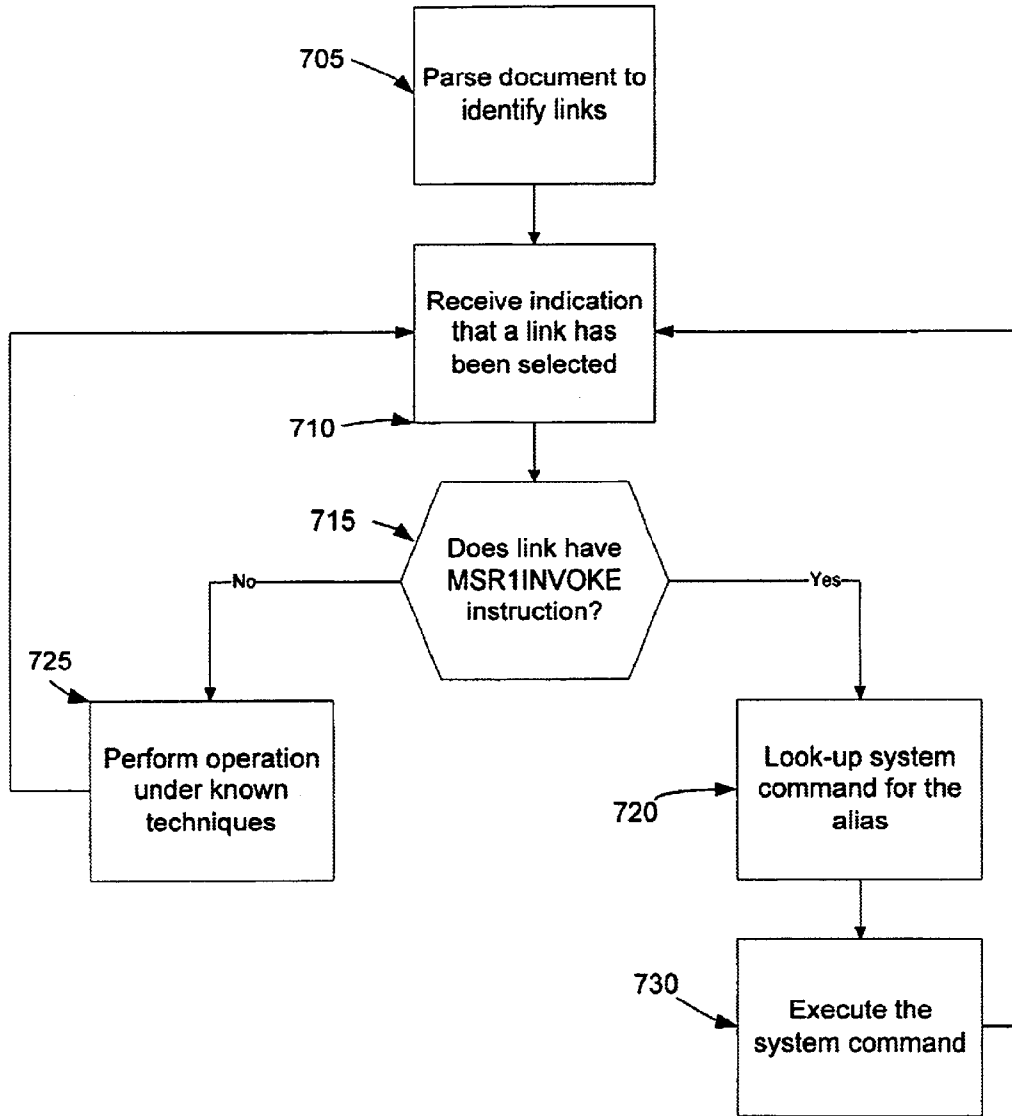 705
Parse document to
identify links
Receive indication
that a link has
been selected
710
715
Does link have
MSR1INVOKE
instruction?
No
Yes
725
Perform operation
under known
techniques
Look-up system
command for the
alias
720
730
Execute the
system command